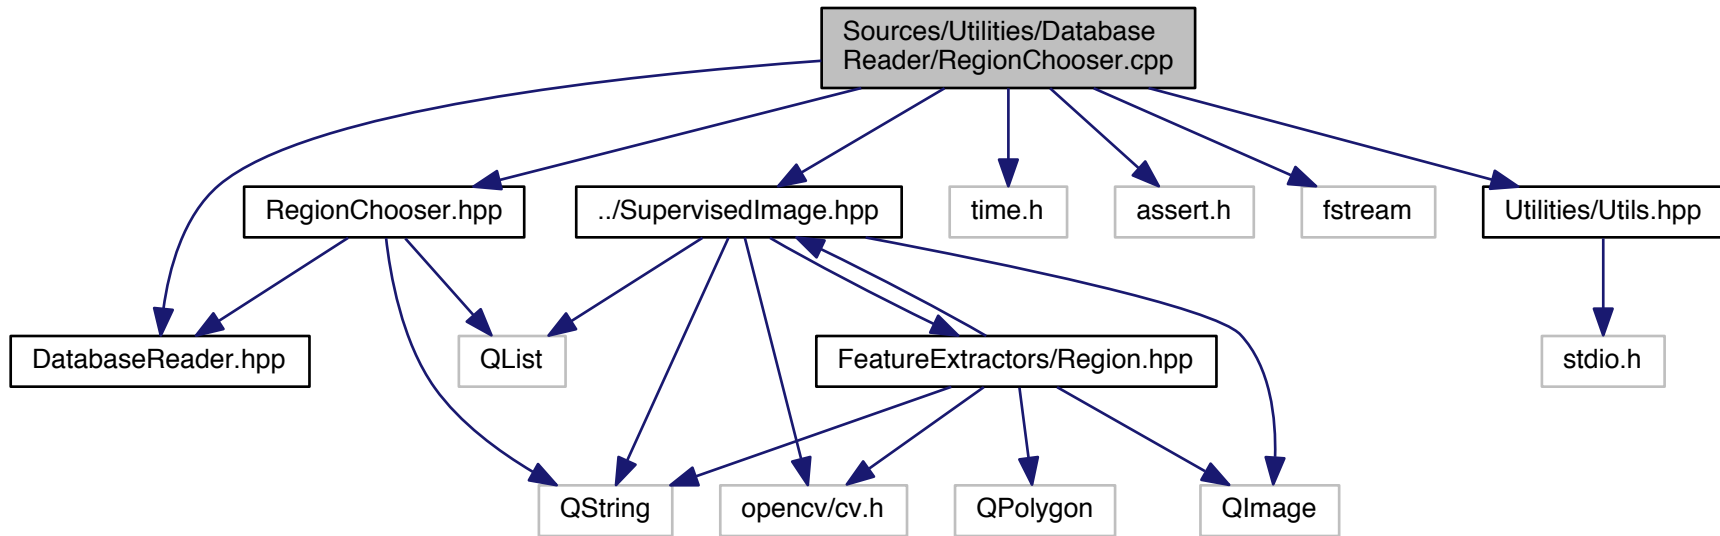 Sources/Utilities/Database
Reader/RegionChooser.cpp
RegionChooser.hpp
../SupervisedImage.hpp
time.h
assert.h
fstream
Utilities/Utils.hpp
DatabaseReader.hpp
QList
FeatureExtractors/Region.hpp
stdio.h
QString
opencv/cv.h
QPolygon
QImage